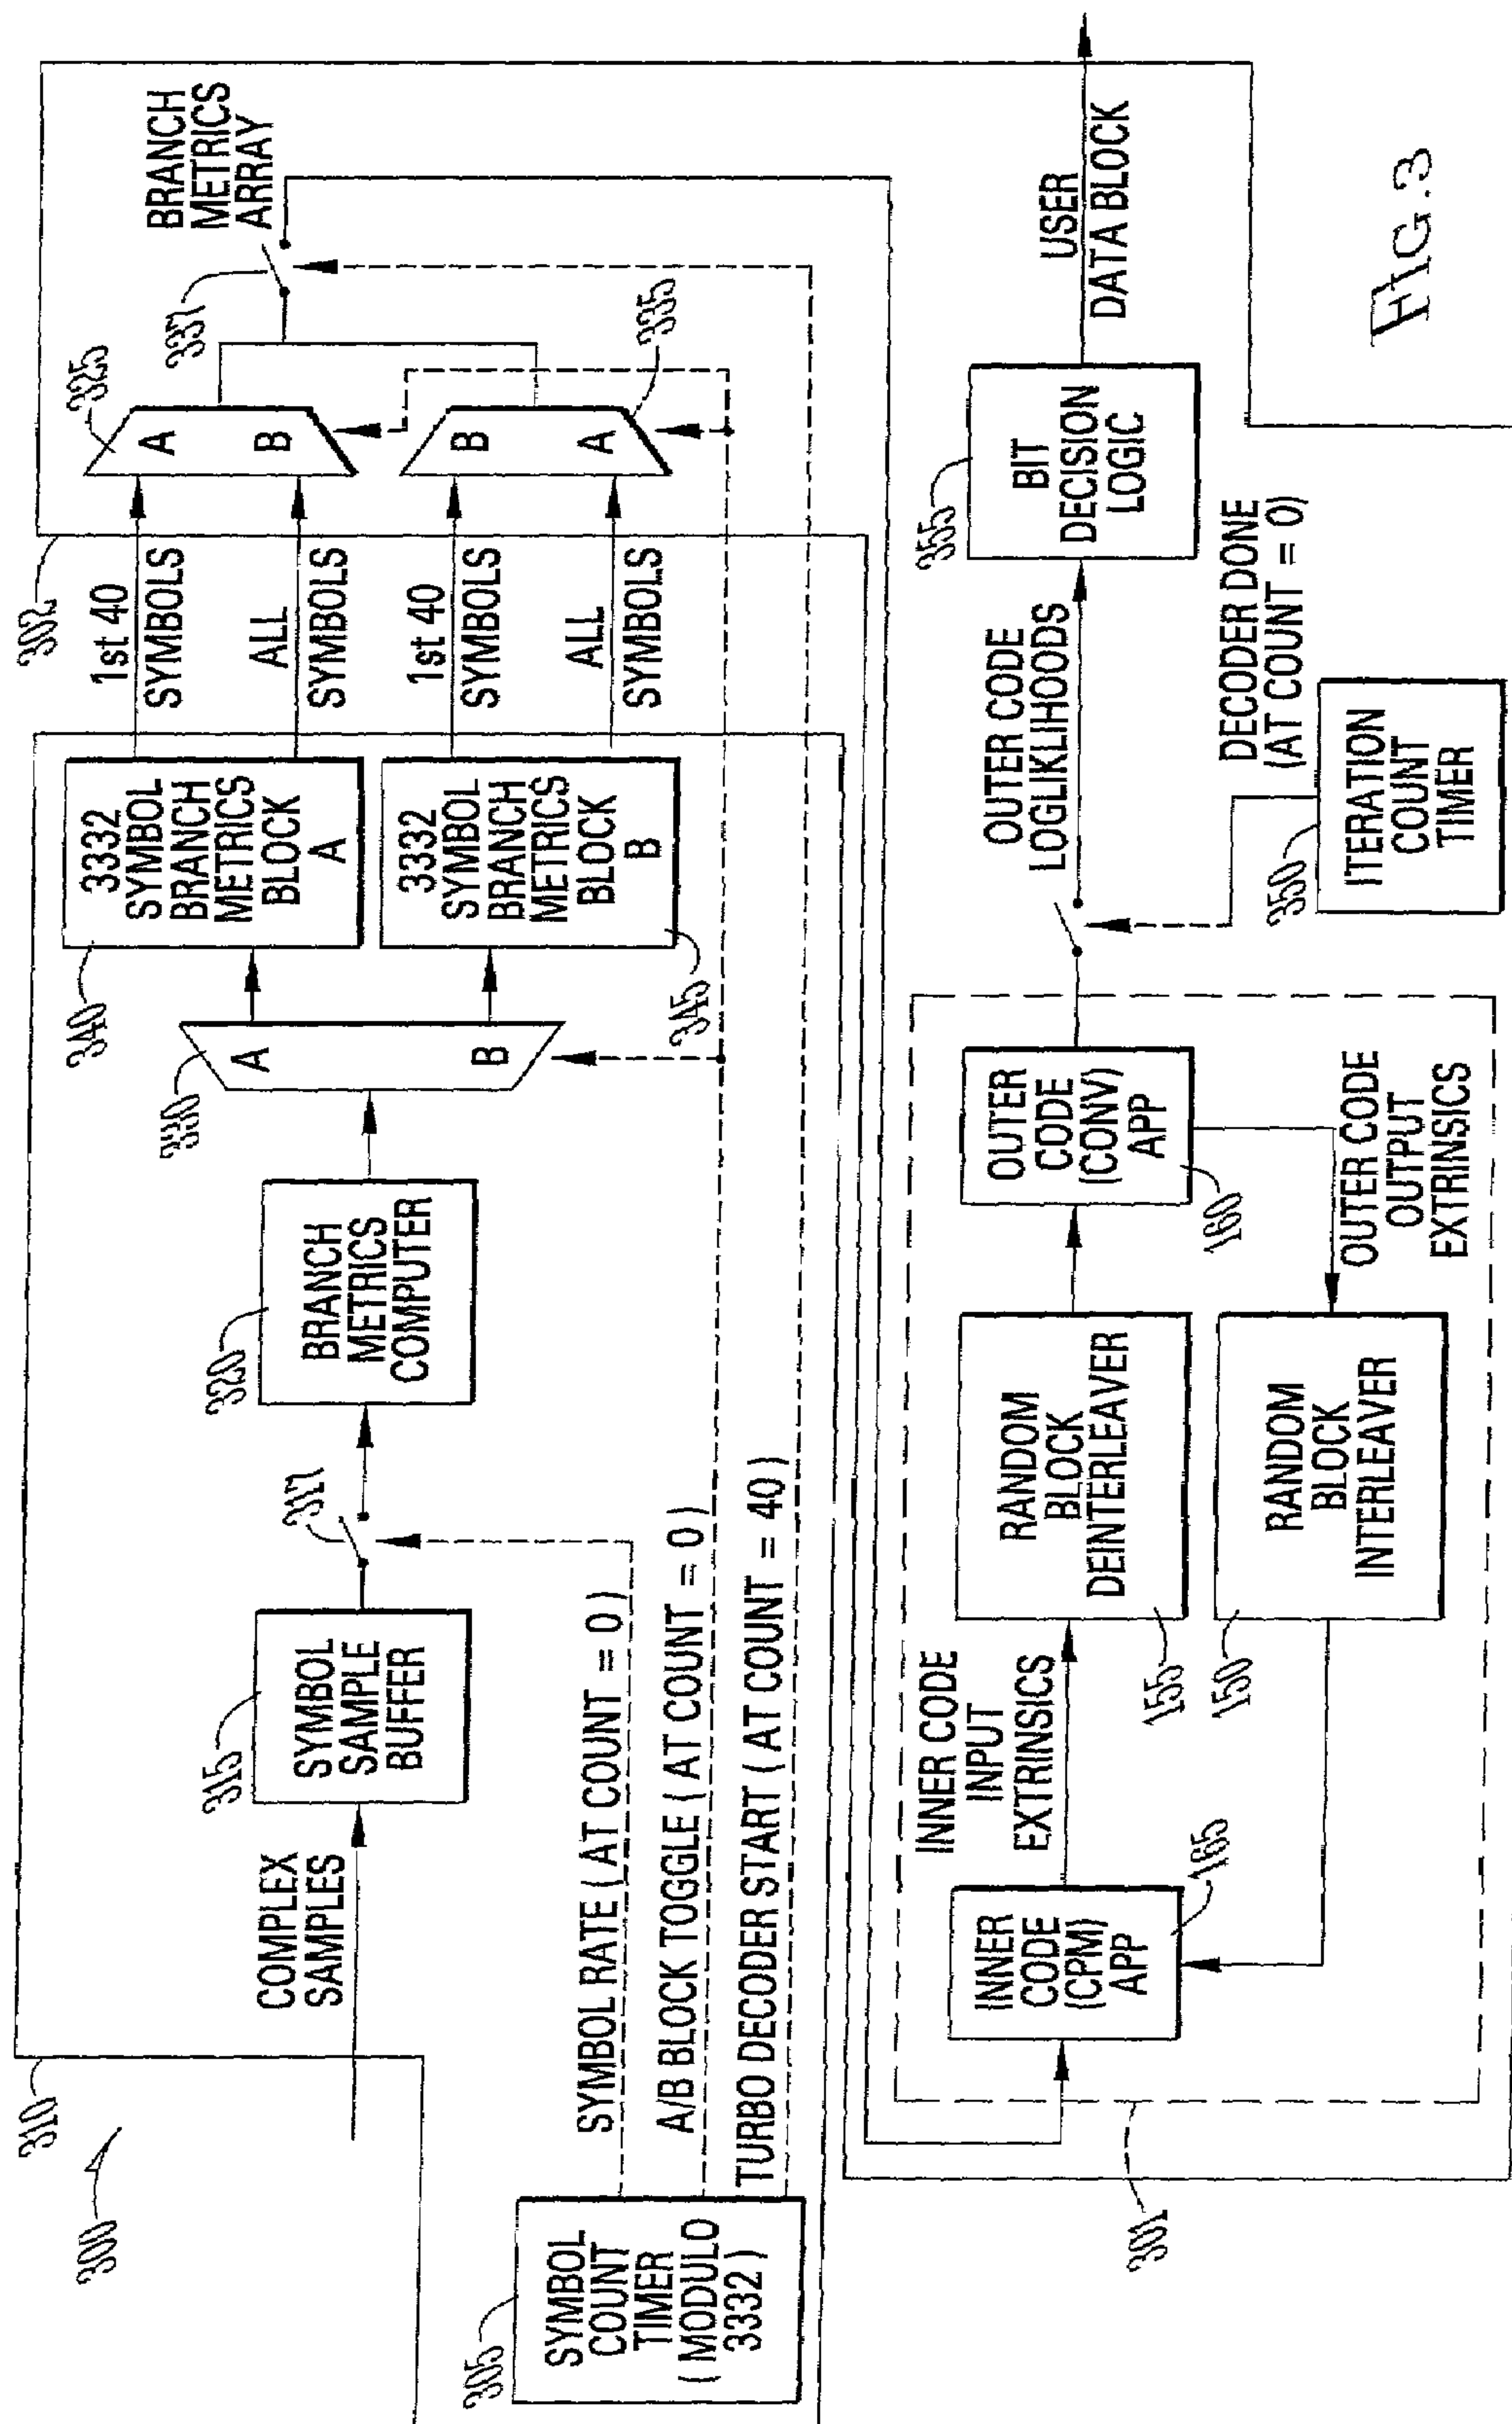 300
310
COMPLEX
SAMPLES
315
SYMBOL
SAMPLE
BUFFER
317
320
BRANCH
METRICS
COMPUTER
330
A
B
340
3332
SYMBOL
BRANCH
METRICS
BLOCK
A
3332
SYMBOL
BRANCH
METRICS
BLOCK
B
345
302
1st 40
SYMBOLS
ALL
SYMBOLS
1st 40
SYMBOLS
ALL
SYMBOLS
325
A
B
B
A
335
337
BRANCH
METRICS
ARRAY
305
SYMBOL
COUNT
TIMER
( MODULO
3332 )
SYMBOL RATE ( AT COUNT = 0 )
A/B BLOCK TOGGLE ( AT COUNT = 0 )
TURBO DECODER START ( AT COUNT = 40 )
301
INNER
CODE
(CPM)
APP
165
INNER CODE
INPUT
EXTRINSICS
RANDOM
BLOCK
DEINTERLEAVER
155
150
RANDOM
BLOCK
INTERLEAVER
OUTER
CODE
(CONV)
APP
160
OUTER CODE
OUTPUT
EXTRINSICS
OUTER CODE
LOGLIKLIHOODS
350
ITERATION
COUNT
TIMER
DECODER DONE
(AT COUNT = 0)
355
BIT
DECISION
LOGIC
USER
DATA BLOCK
FIG.3